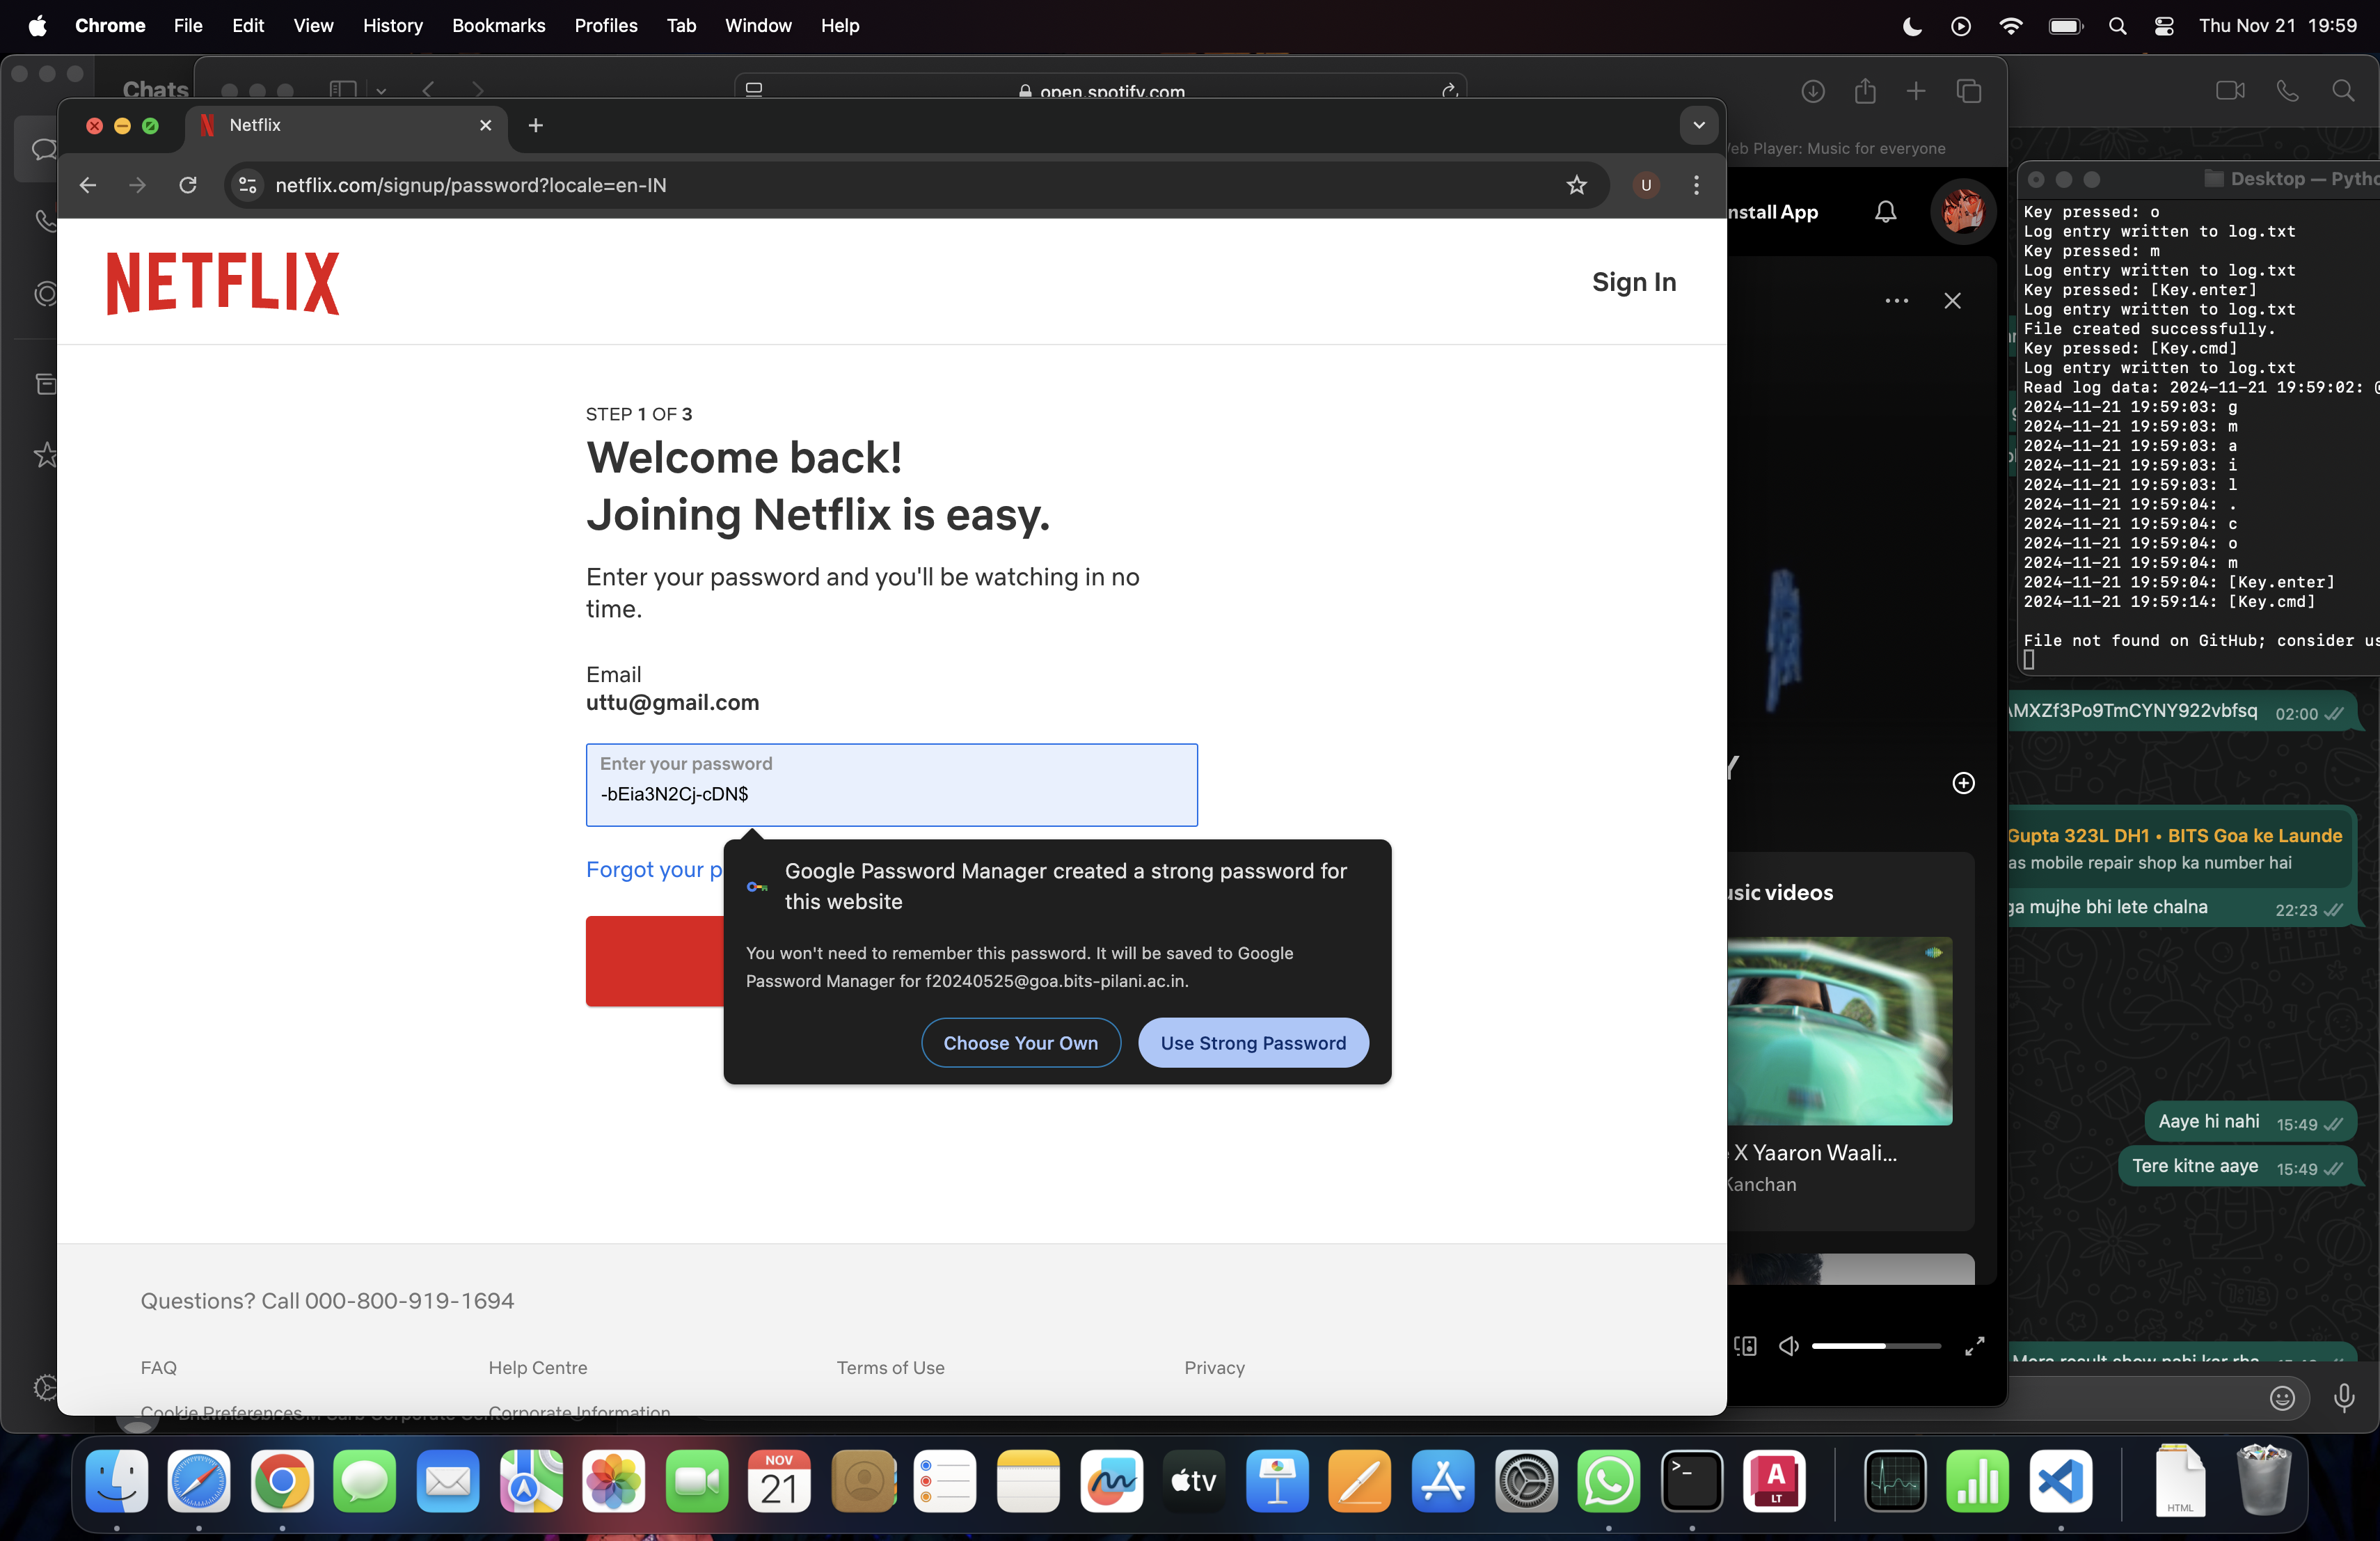 Chrome File Edit View History Bookmarks Profiles Tab Window Help Thu Nov 21 19:59
Chats
open.spotify.com
Netflix
netflix.com/signup/password?locale=en-IN
U
NETFLIX
Sign In
STEP 1 OF 3
Welcome back!
Joining Netflix is easy.
Enter your password and you'll be watching in no
time.
Email
uttu@gmail.com
Enter your password
-bEia3N2Cj-cDN$
Forgot your p
Google Password Manager created a strong password for
this website
You won't need to remember this password. It will be saved to Google
Password Manager for f20240525@goa.bits-pilani.ac.in.
Choose Your Own
Use Strong Password
Questions? Call 000-800-919-1694
FAQ
Help Centre
Terms of Use
Privacy
Cookie Preferences
Corporate Information
eb Player: Music for everyone
nstall App
usic videos
X Yaaron Waali...
Kanchan
Desktop — Pytho
Key pressed: o
Log entry written to log.txt
Key pressed: m
Log entry written to log.txt
Key pressed: [Key.enter]
Log entry written to log.txt
File created successfully.
Key pressed: [Key.cmd]
Log entry written to log.txt
Read log data: 2024-11-21 19:59:02: @
2024-11-21 19:59:03: g
2024-11-21 19:59:03: m
2024-11-21 19:59:03: a
2024-11-21 19:59:03: i
2024-11-21 19:59:03: l
2024-11-21 19:59:04: .
2024-11-21 19:59:04: c
2024-11-21 19:59:04: o
2024-11-21 19:59:04: m
2024-11-21 19:59:04: [Key.enter]
2024-11-21 19:59:14: [Key.cmd]
File not found on GitHub; consider us
MXZf3Po9TmCYNY922vbfsq 02:00
Gupta 323L DH1 • BITS Goa ke Launde
as mobile repair shop ka number hai
ga mujhe bhi lete chalna 22:23
Aaye hi nahi 15:49
Tere kitne aaye 15:49
NOV
21
tv
A
LT
HTML